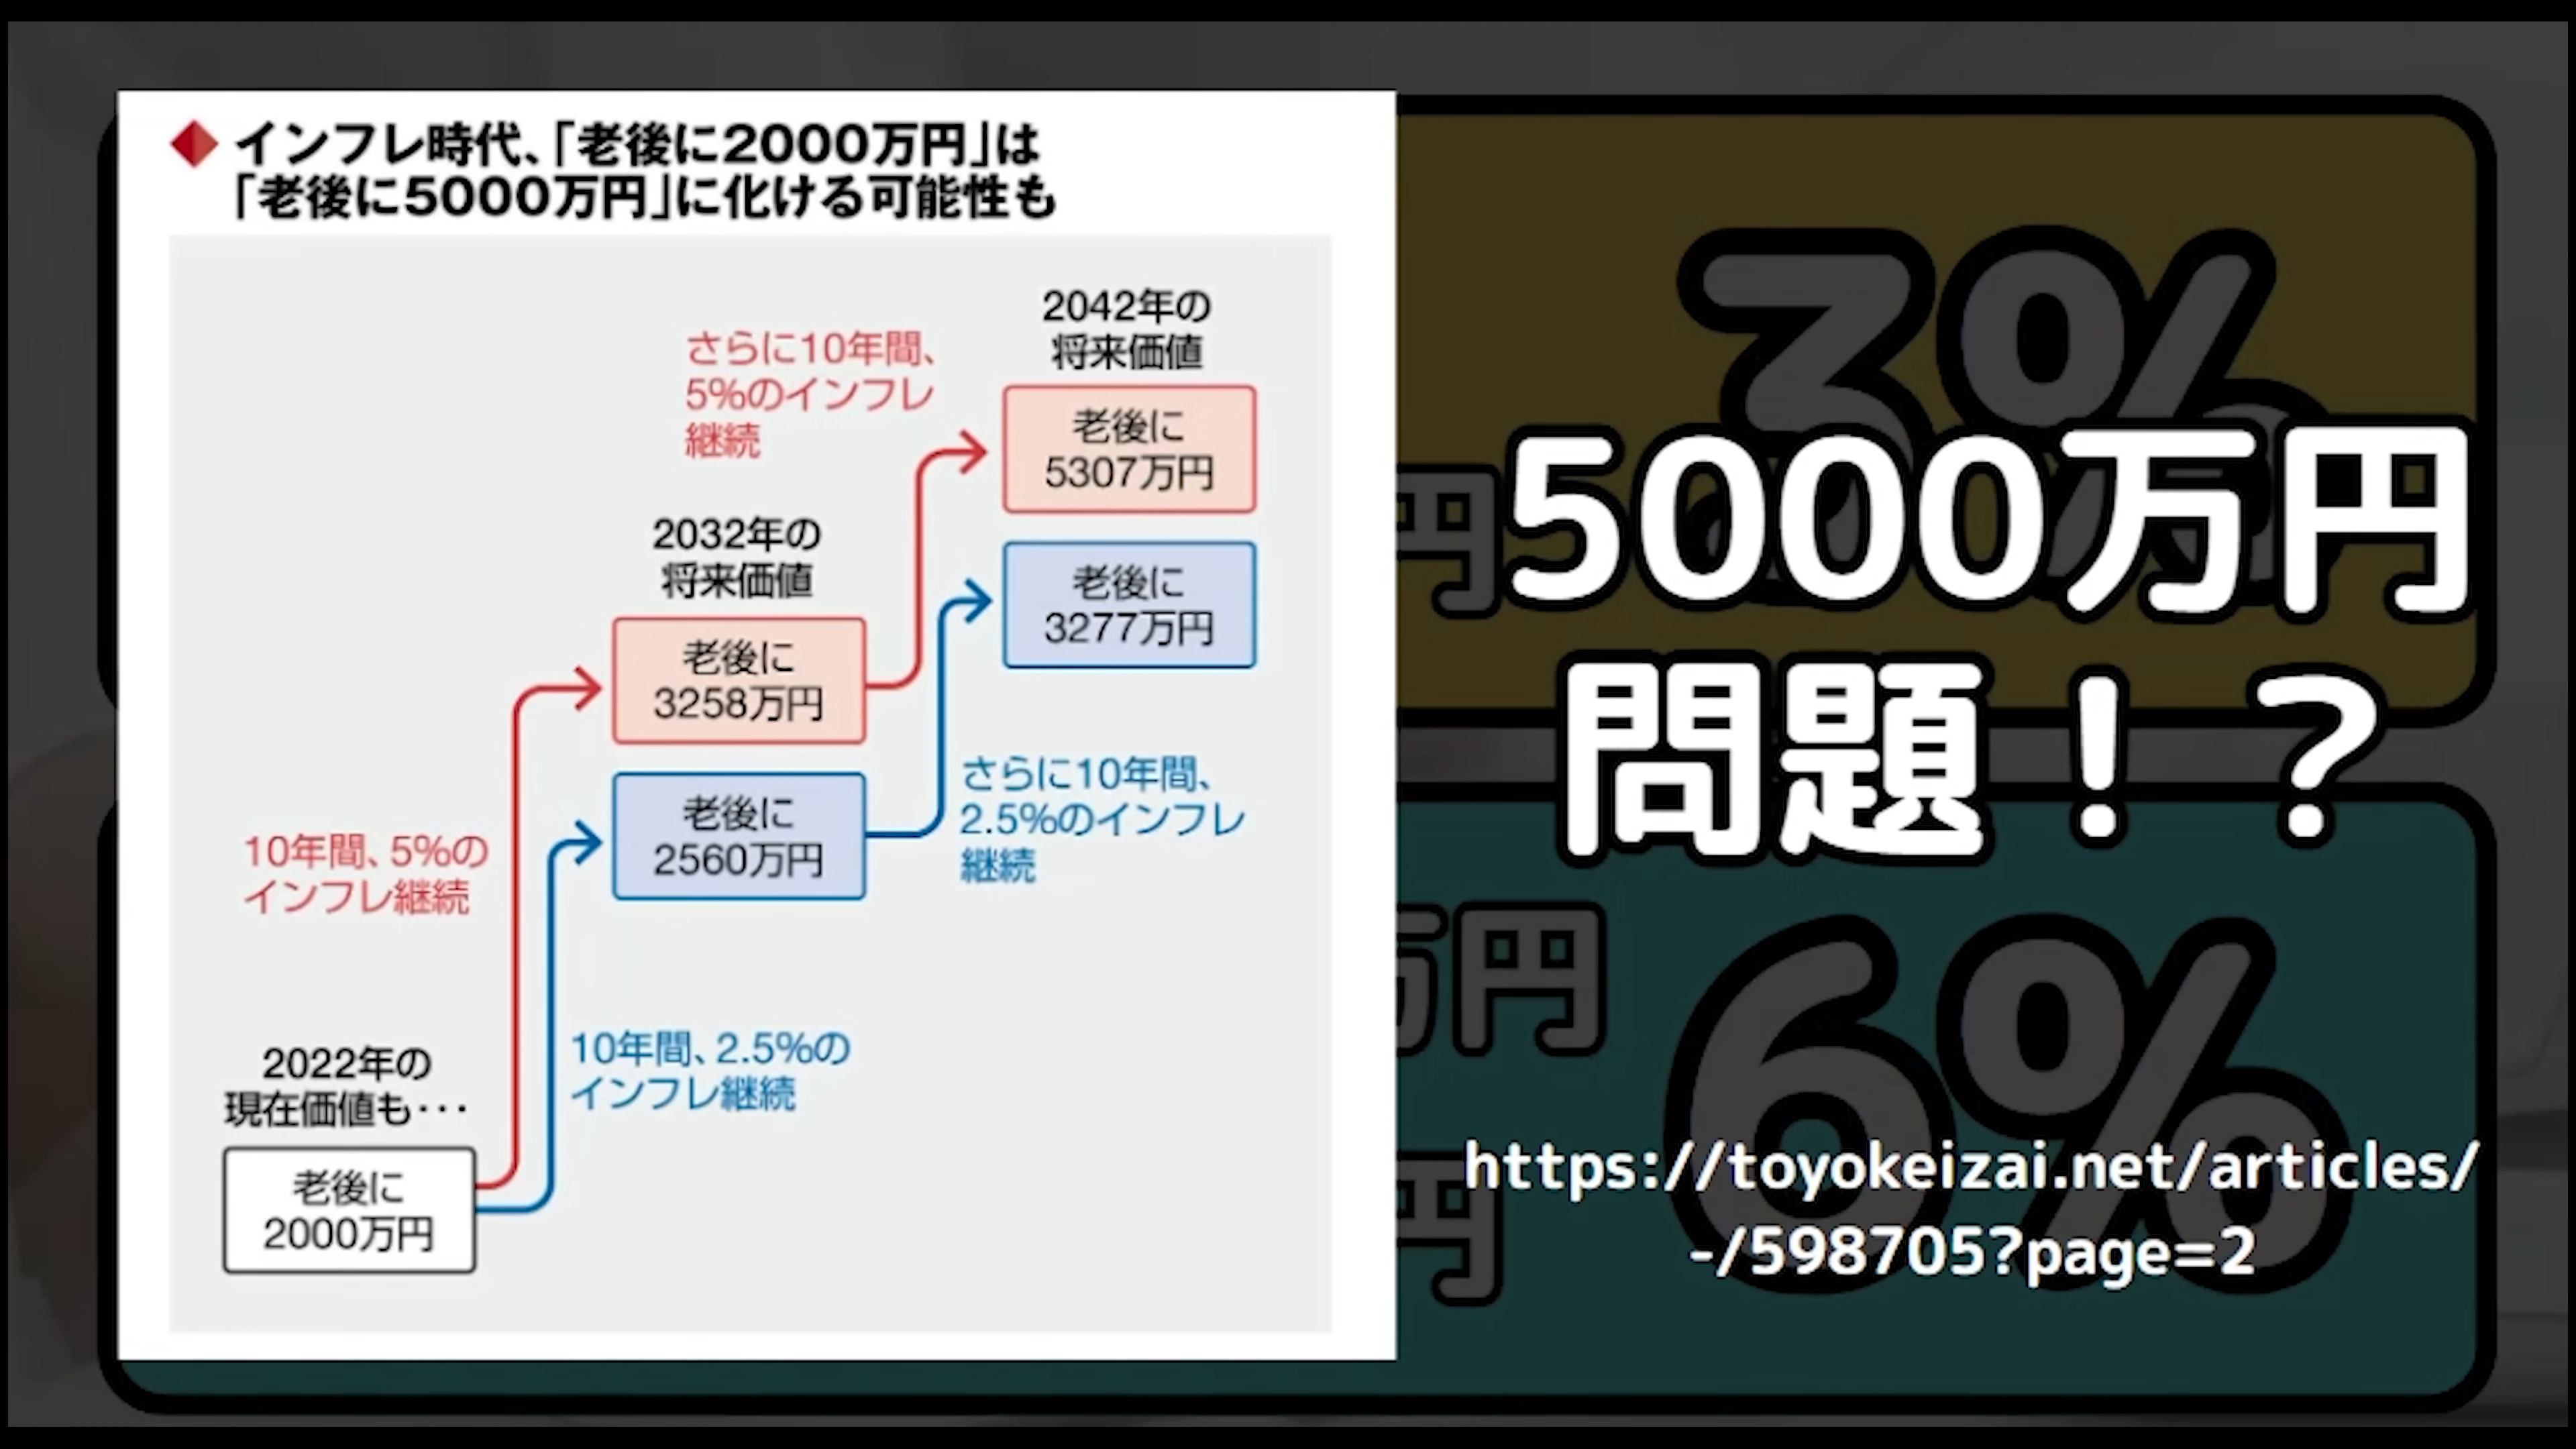 インフレ時代、「老後に2000万円」は
「老後に5000万円」に化ける可能性も
2042年の
将来価値
さらに10年間、
5%のインフレ
継続
老後に
5307万円
2032年の
将来価値
老後に
3277万円
老後に
3258万円
さらに10年間、
2.5%のインフレ
継続
老後に
2560万円
10年間、5%の
インフレ継続
10年間、2.5%の
インフレ継続
2022年の
現在価値も・・・
老後に
2000万円
3%
円
5000万円
問題！？
万円
6%
円
https://toyokeizai.net/articles/
-/598705?page=2